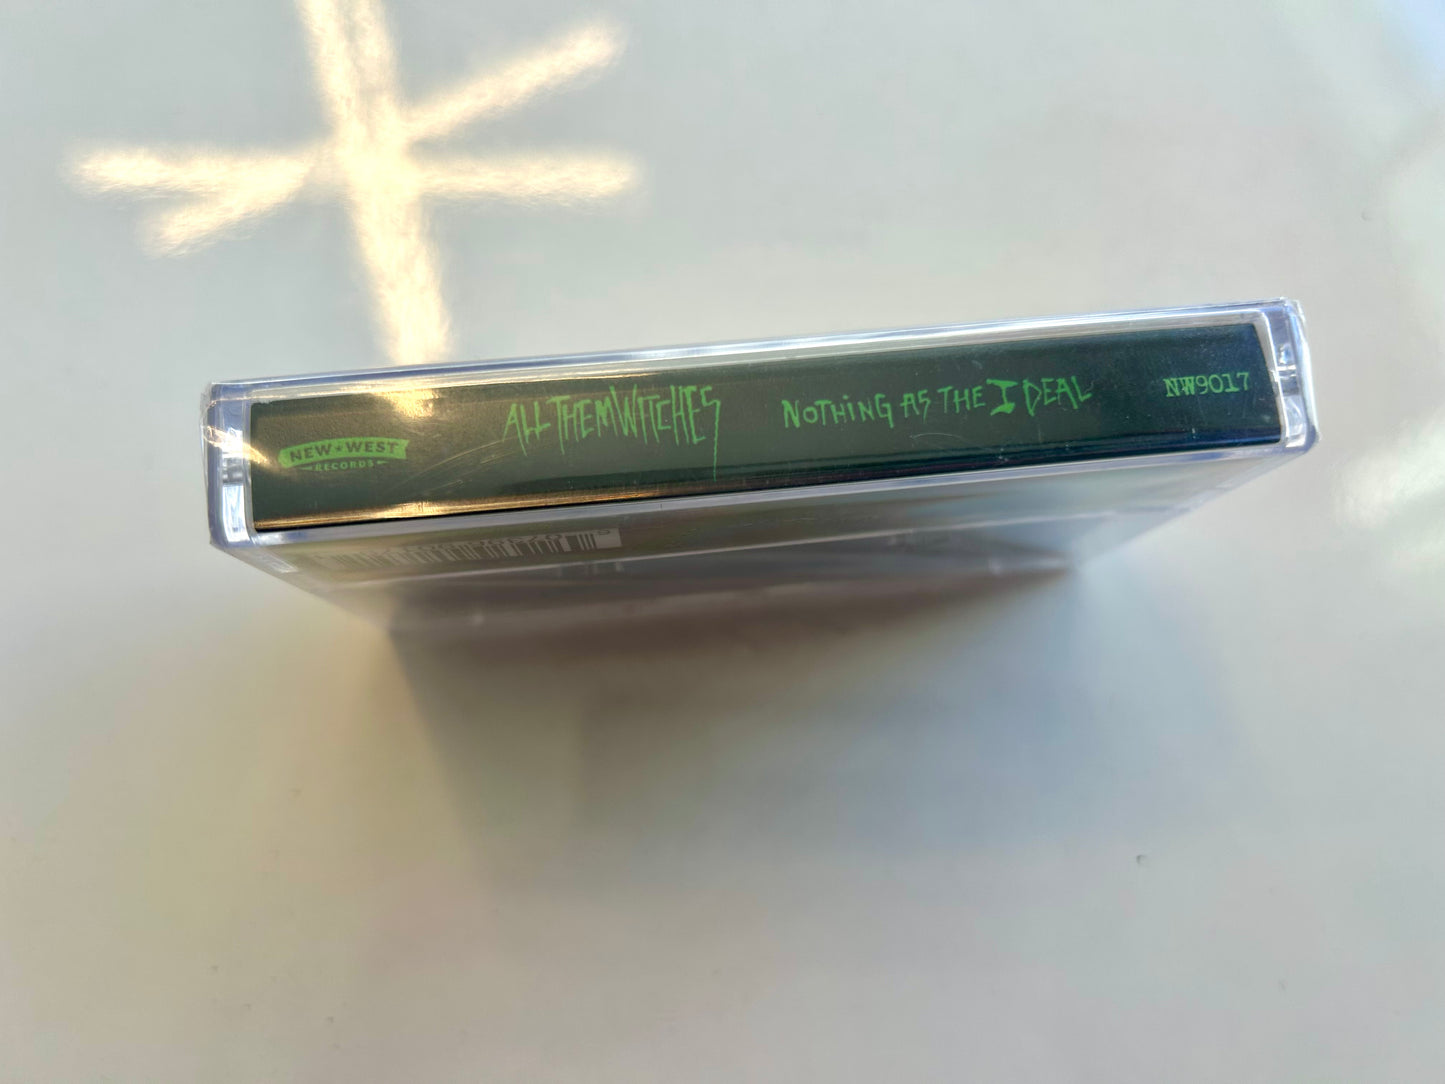 NEW★WEST
RECORDS
ALL THEM WITCHES
NOTHING AS THE IDEAL
NW9017